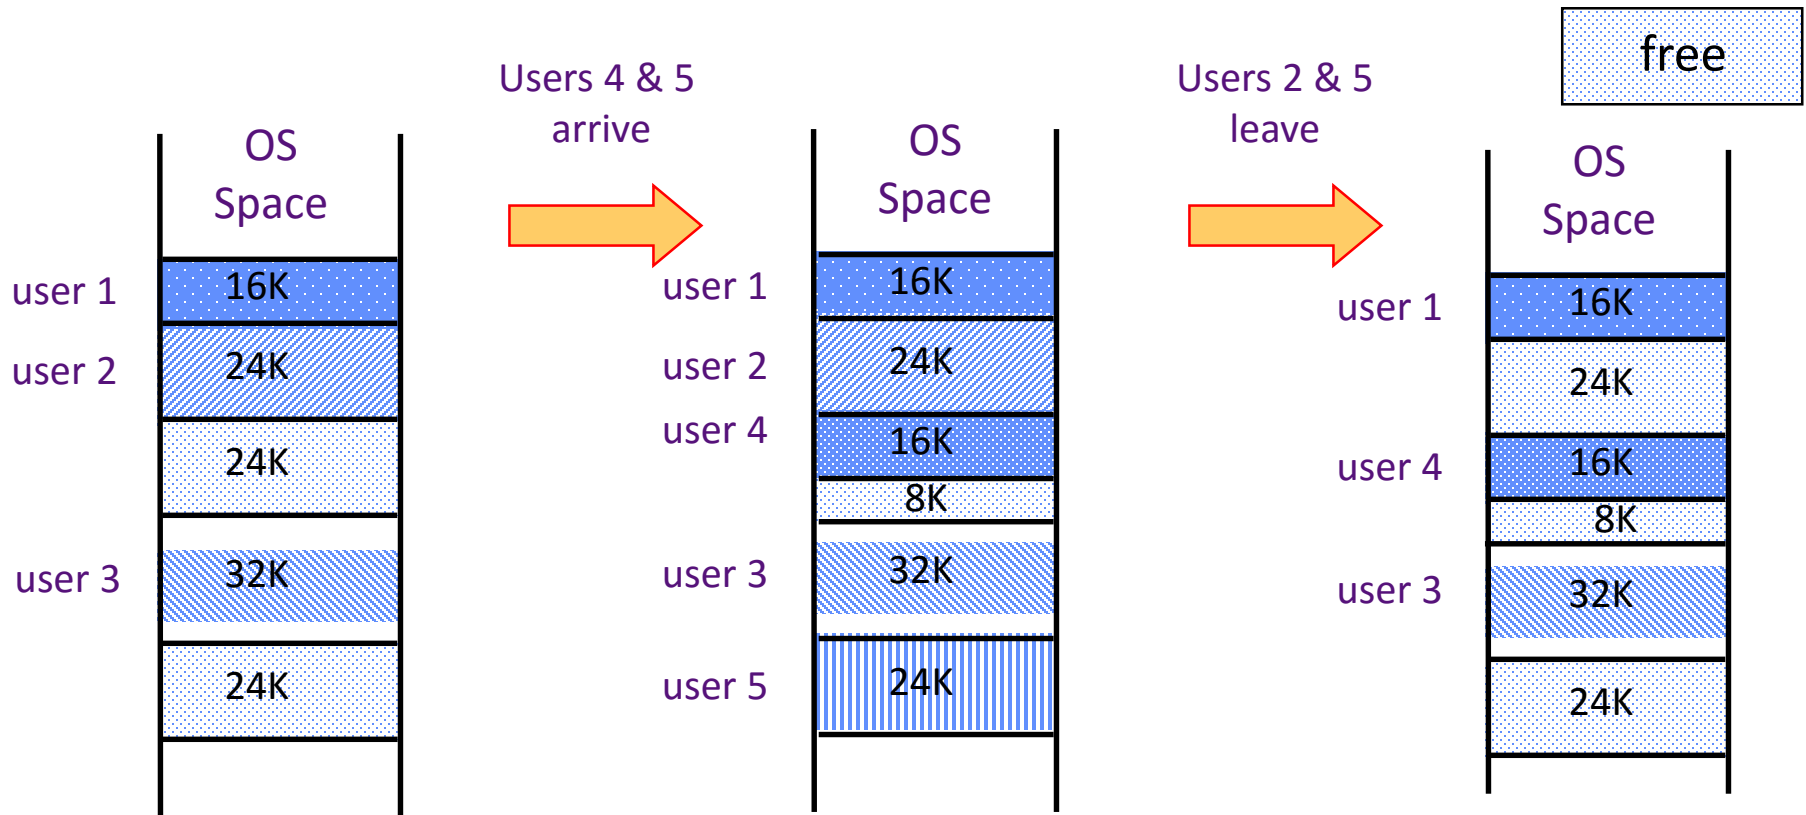 free
Users 4 & 5
arrive
Users 2 & 5
leave
OS
Space
user 1
16K
user 2
24K
24K
user 3
32K
24K
OS
Space
user 1
16K
user 2
24K
user 4
16K
8K
user 3
32K
user 5
24K
OS
Space
user 1
16K
24K
user 4
16K
8K
user 3
32K
24K